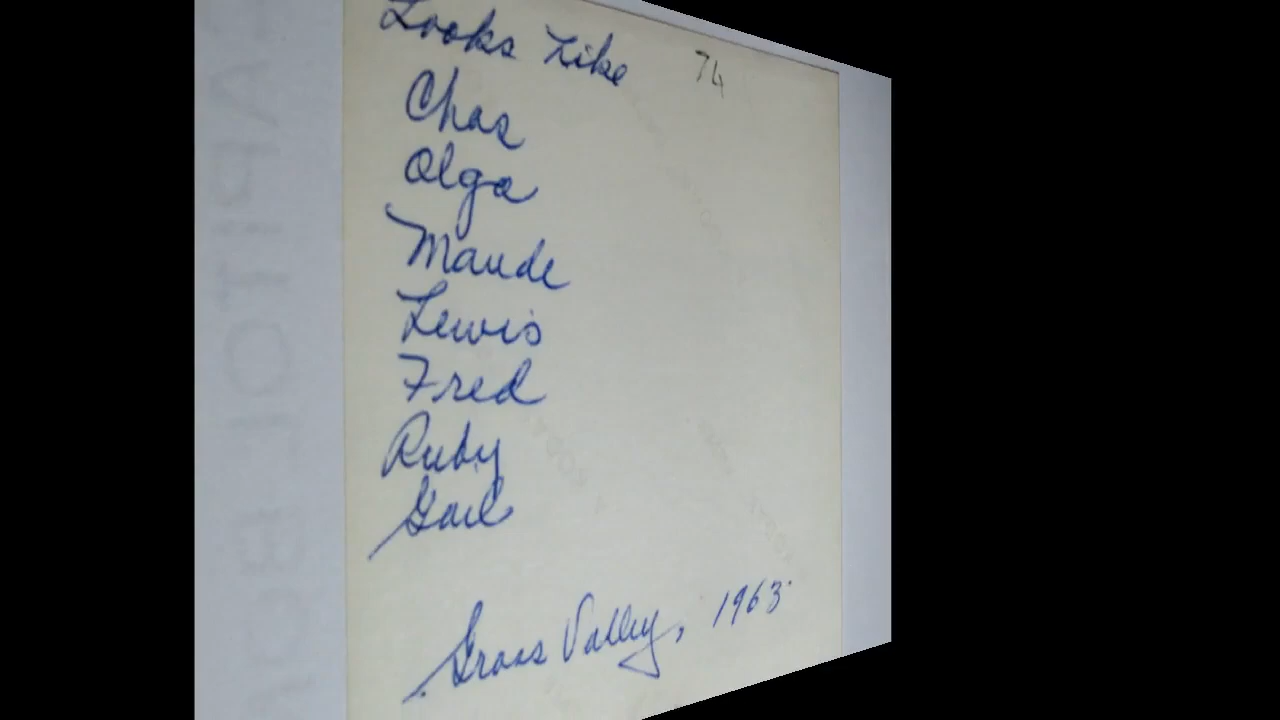 Looks Like 74
Chas
Olga
Maude
Lewis
Fred
Ruby
Gail
Grass Valley, 1963